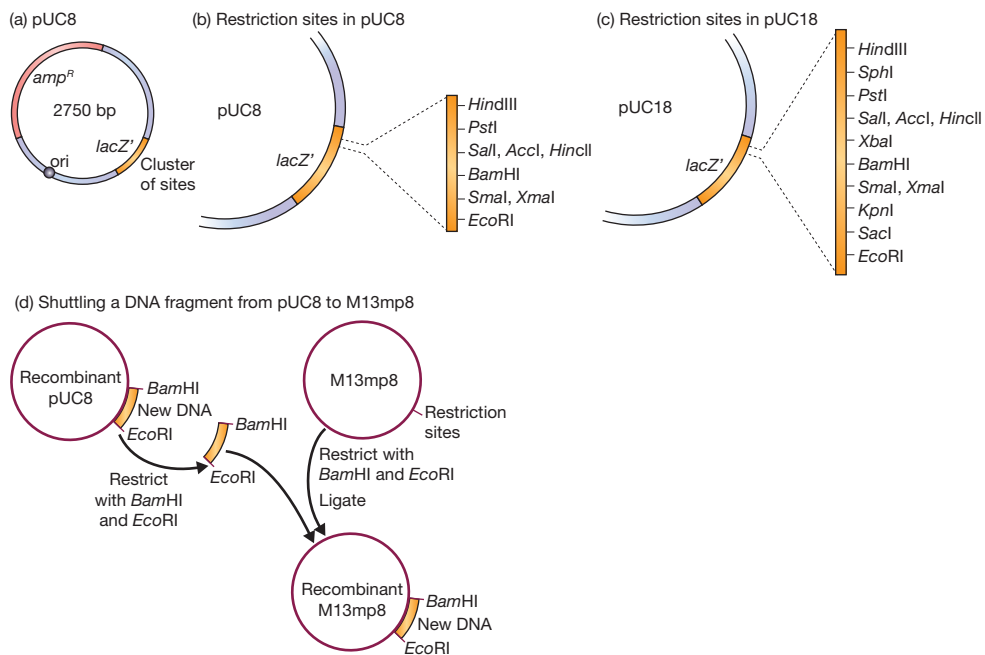 (a) pUC8
ampR
2750 bp
lacZ'
ori
Cluster
of sites
(b) Restriction sites in pUC8
pUC8
lacZ'
HindIII
PstI
SalI, AccI, HincII
BamHI
SmaI, XmaI
EcoRI
(c) Restriction sites in pUC18
pUC18
lacZ'
HindIII
SphI
PstI
SalI, AccI, HincII
XbaI
BamHI
SmaI, XmaI
KpnI
SacI
EcoRI
(d) Shuttling a DNA fragment from pUC8 to M13mp8
Recombinant
pUC8
BamHI
New DNA
EcoRI
Restrict
with BamHI
and EcoRI
BamHI
EcoRI
M13mp8
Restriction
sites
Restrict with
BamHI and EcoRI
Ligate
Recombinant
M13mp8
BamHI
New DNA
EcoRI